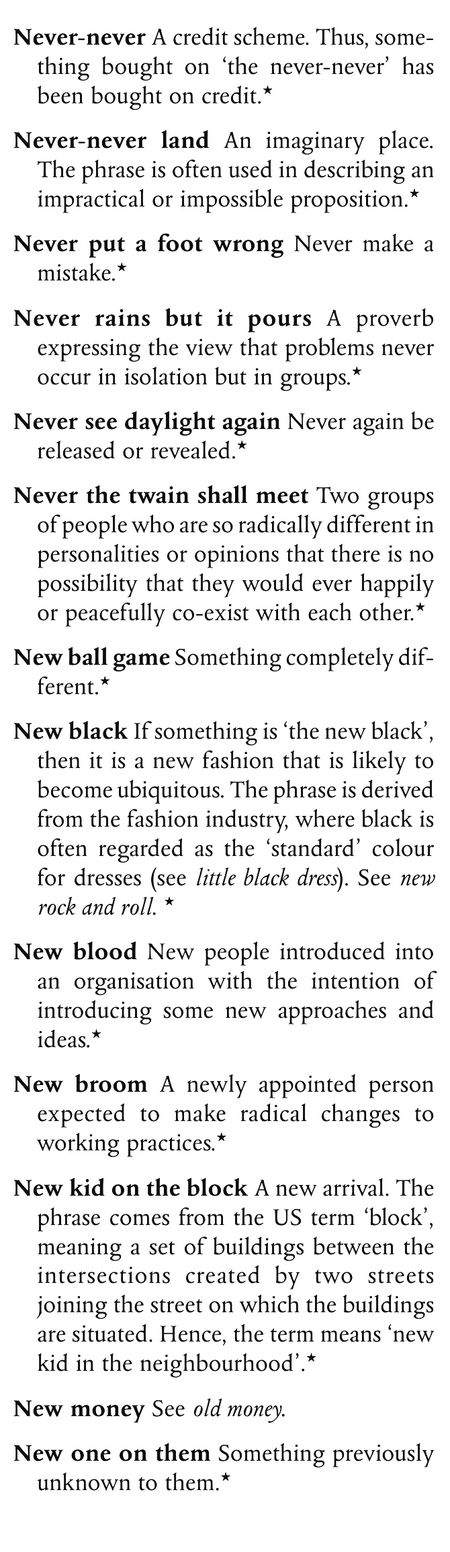 Never-never A credit scheme. Thus, some-
thing bought on ‘the never-never’ has
been bought on credit.★
Never-never land An imaginary place.
The phrase is often used in describing an
impractical or impossible proposition.★
Never put a foot wrong Never make a
mistake.★
Never rains but it pours A proverb
expressing the view that problems never
occur in isolation but in groups.★
Never see daylight again Never again be
released or revealed.★
Never the twain shall meet Two groups
of people who are so radically different in
personalities or opinions that there is no
possibility that they would ever happily
or peacefully co-exist with each other.★
New ball game Something completely dif-
ferent.★
New black If something is ‘the new black’,
then it is a new fashion that is likely to
become ubiquitous. The phrase is derived
from the fashion industry, where black is
often regarded as the ‘standard’ colour
for dresses (see little black dress). See new
rock and roll. ★
New blood New people introduced into
an organisation with the intention of
introducing some new approaches and
ideas.★
New broom A newly appointed person
expected to make radical changes to
working practices.★
New kid on the block A new arrival. The
phrase comes from the US term ‘block’,
meaning a set of buildings between the
intersections created by two streets
joining the street on which the buildings
are situated. Hence, the term means ‘new
kid in the neighbourhood’.★
New money See old money.
New one on them Something previously
unknown to them.★